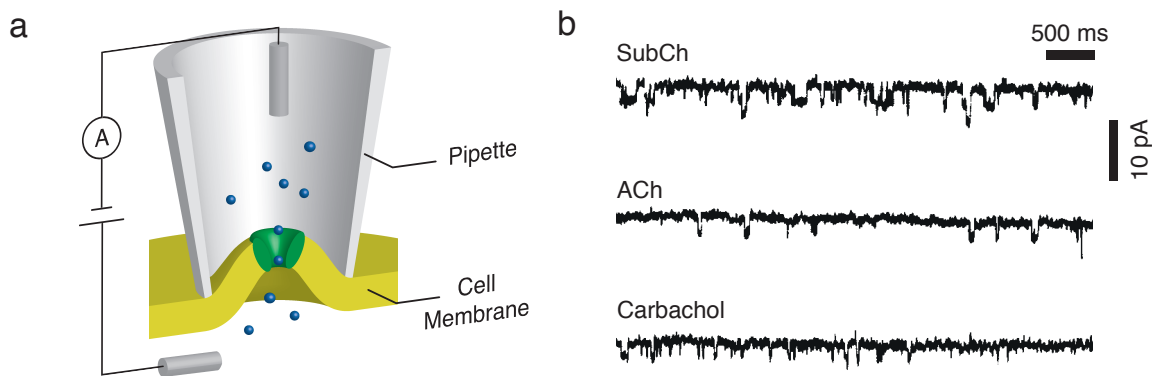 a
A
Pipette
Cell
Membrane
b
500 ms
SubCh
10 pA
ACh
Carbachol